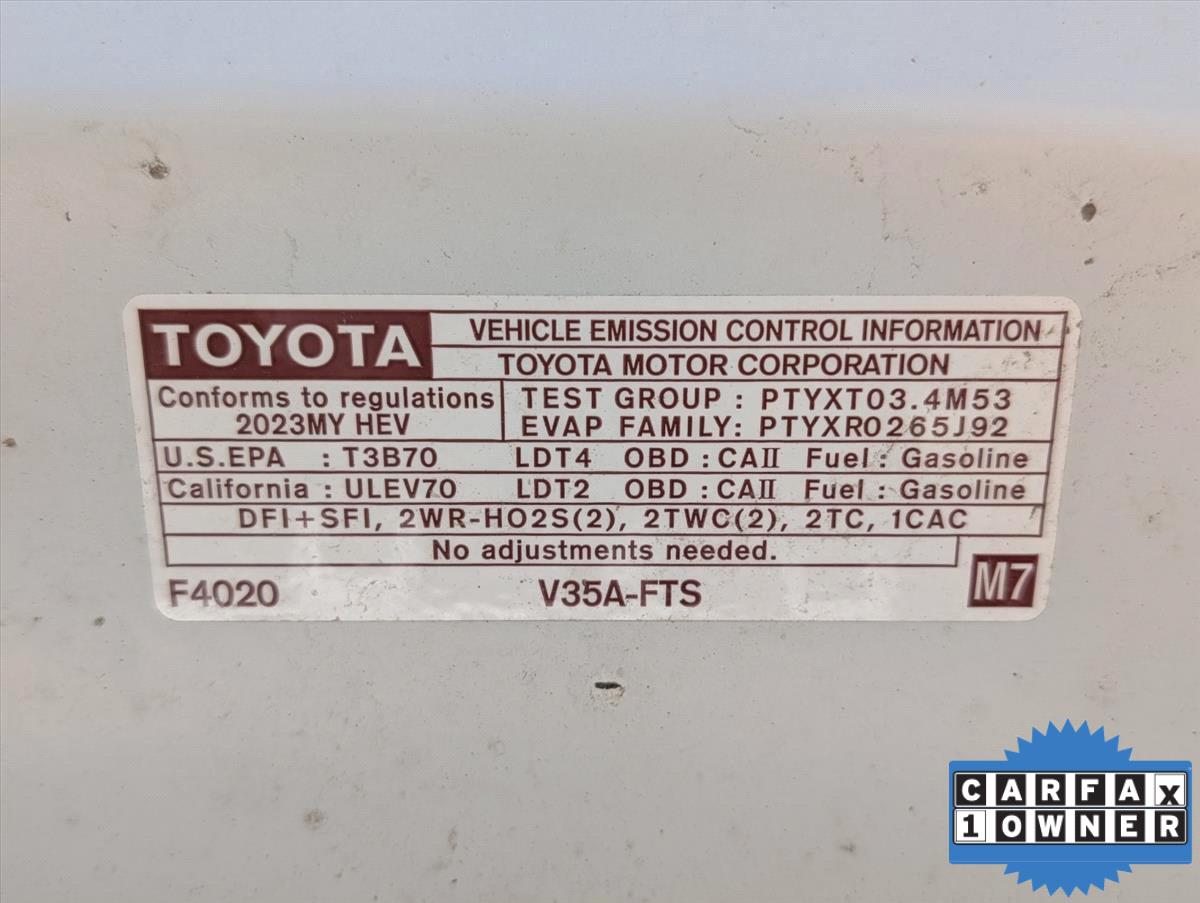 TOYOTA VEHICLE EMISSION CONTROL INFORMATION
TOYOTA MOTOR CORPORATION
Conforms to regulations TEST GROUP : PTYXT03.4M53
2023MY HEV EVAP FAMILY: PTYXR0265J92
U.S.EPA : T3B70 LDT4 OBD : CAII Fuel : Gasoline
California : ULEV70 LDT2 OBD : CAII Fuel : Gasoline
DFI+SFI, 2WR-HO2S(2), 2TWC(2), 2TC, 1CAC
No adjustments needed.
F4020 V35A-FTS M7
CARFAX
1 OWNER